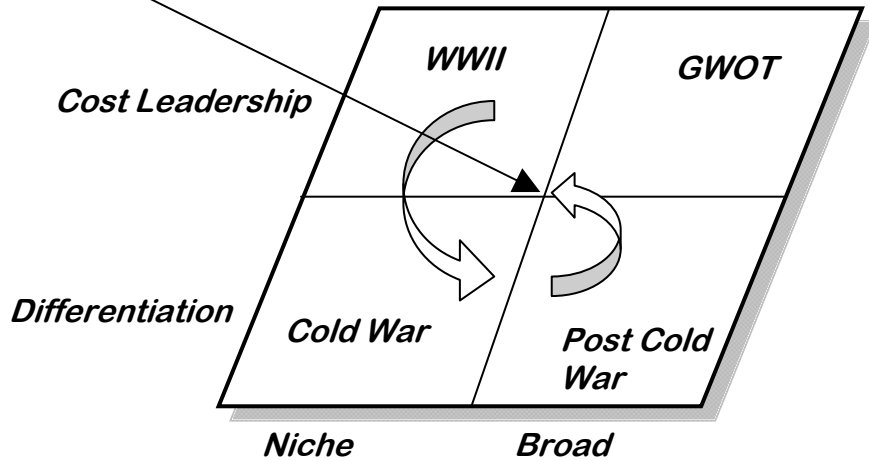 WWII
GWOT
Cost Leadership
Differentiation
Cold War
Post Cold
War
Niche
Broad